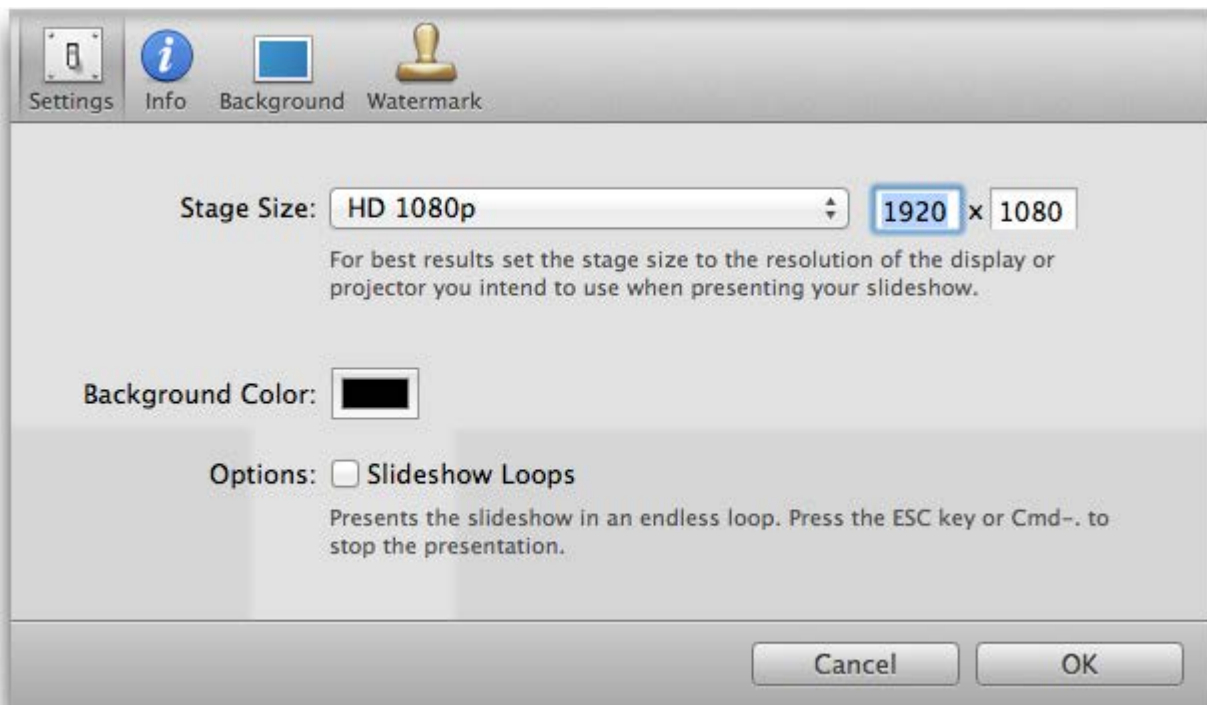 Settings Info Background Watermark
Stage Size: HD 1080p 1920 x 1080
For best results set the stage size to the resolution of the display or
projector you intend to use when presenting your slideshow.
Background Color:
Options: Slideshow Loops
Presents the slideshow in an endless loop. Press the ESC key or Cmd-. to
stop the presentation.
Cancel OK